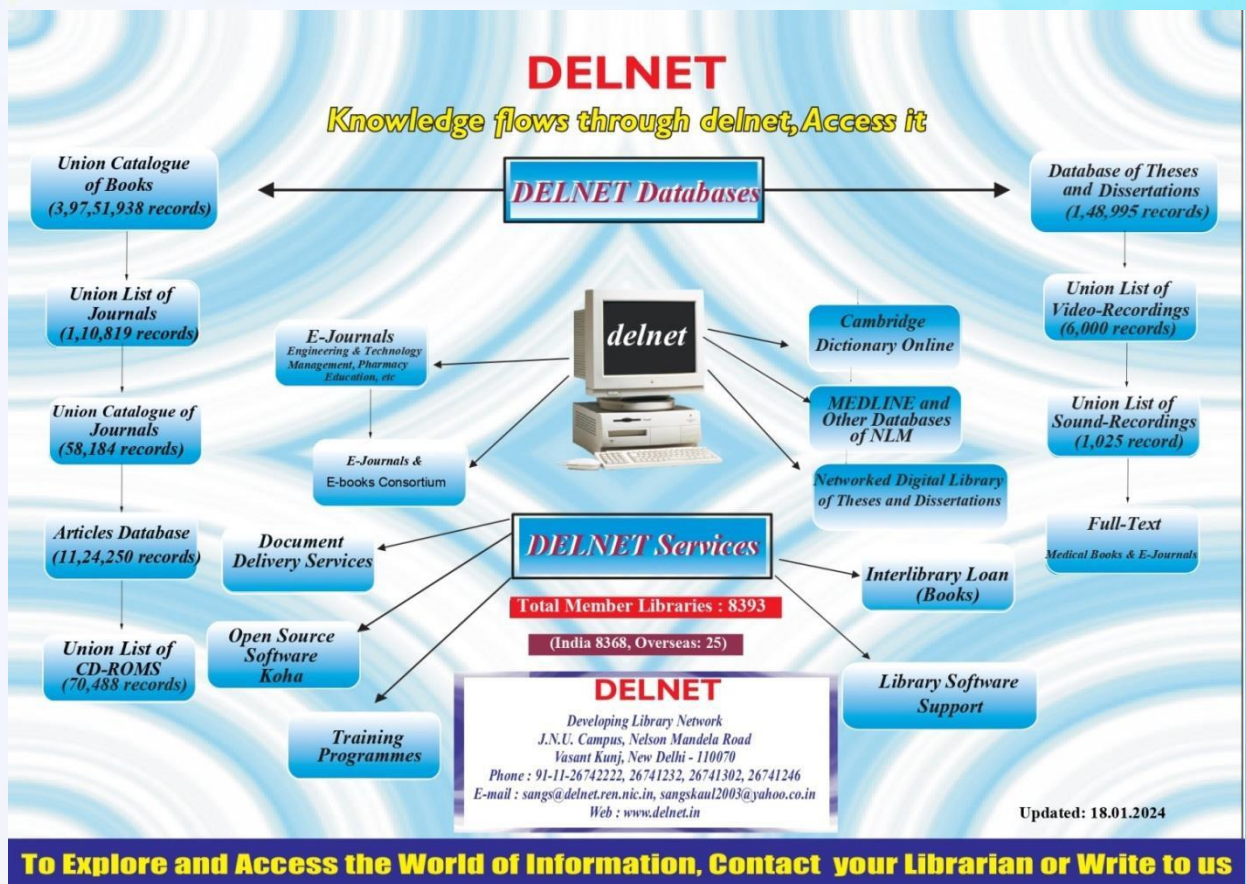 DELNET
Knowledge flows through delnet, Access it
DELNET Databases
Union Catalogue
of Books
(3,97,51,938 records)
Union List of
Journals
(1,10,819 records)
Union Catalogue of
Journals
(58,184 records)
Articles Database
(11,24,250 records)
Union List of
CD-ROMS
(70,488 records)
Database of Theses
and Dissertations
(1,48,995 records)
Union List of
Video-Recordings
(6,000 records)
Union List of
Sound-Recordings
(1,025 record)
Full-Text
Medical Books & E-Journals
delnet
E-Journals
Engineering & Technology
Management, Pharmacy
Education, etc
E-Journals &
E-books Consortium
Cambridge
Dictionary Online
MEDLINE and
Other Databases
of NLM
Networked Digital Library
of Theses and Dissertations
DELNET Services
Document
Delivery Services
Open Source
Software
Koha
Training
Programmes
Interlibrary Loan
(Books)
Library Software
Support
Total Member Libraries : 8393
(India 8368, Overseas: 25)
DELNET
Developing Library Network
J.N.U. Campus, Nelson Mandela Road
Vasant Kunj, New Delhi - 110070
Phone : 91-11-26742222, 26741232, 26741302, 26741246
E-mail : sangs@delnet.ren.nic.in, sangskaul2003@yahoo.co.in
Web : www.delnet.in
Updated: 18.01.2024
To Explore and Access the World of Information, Contact your Librarian or Write to us